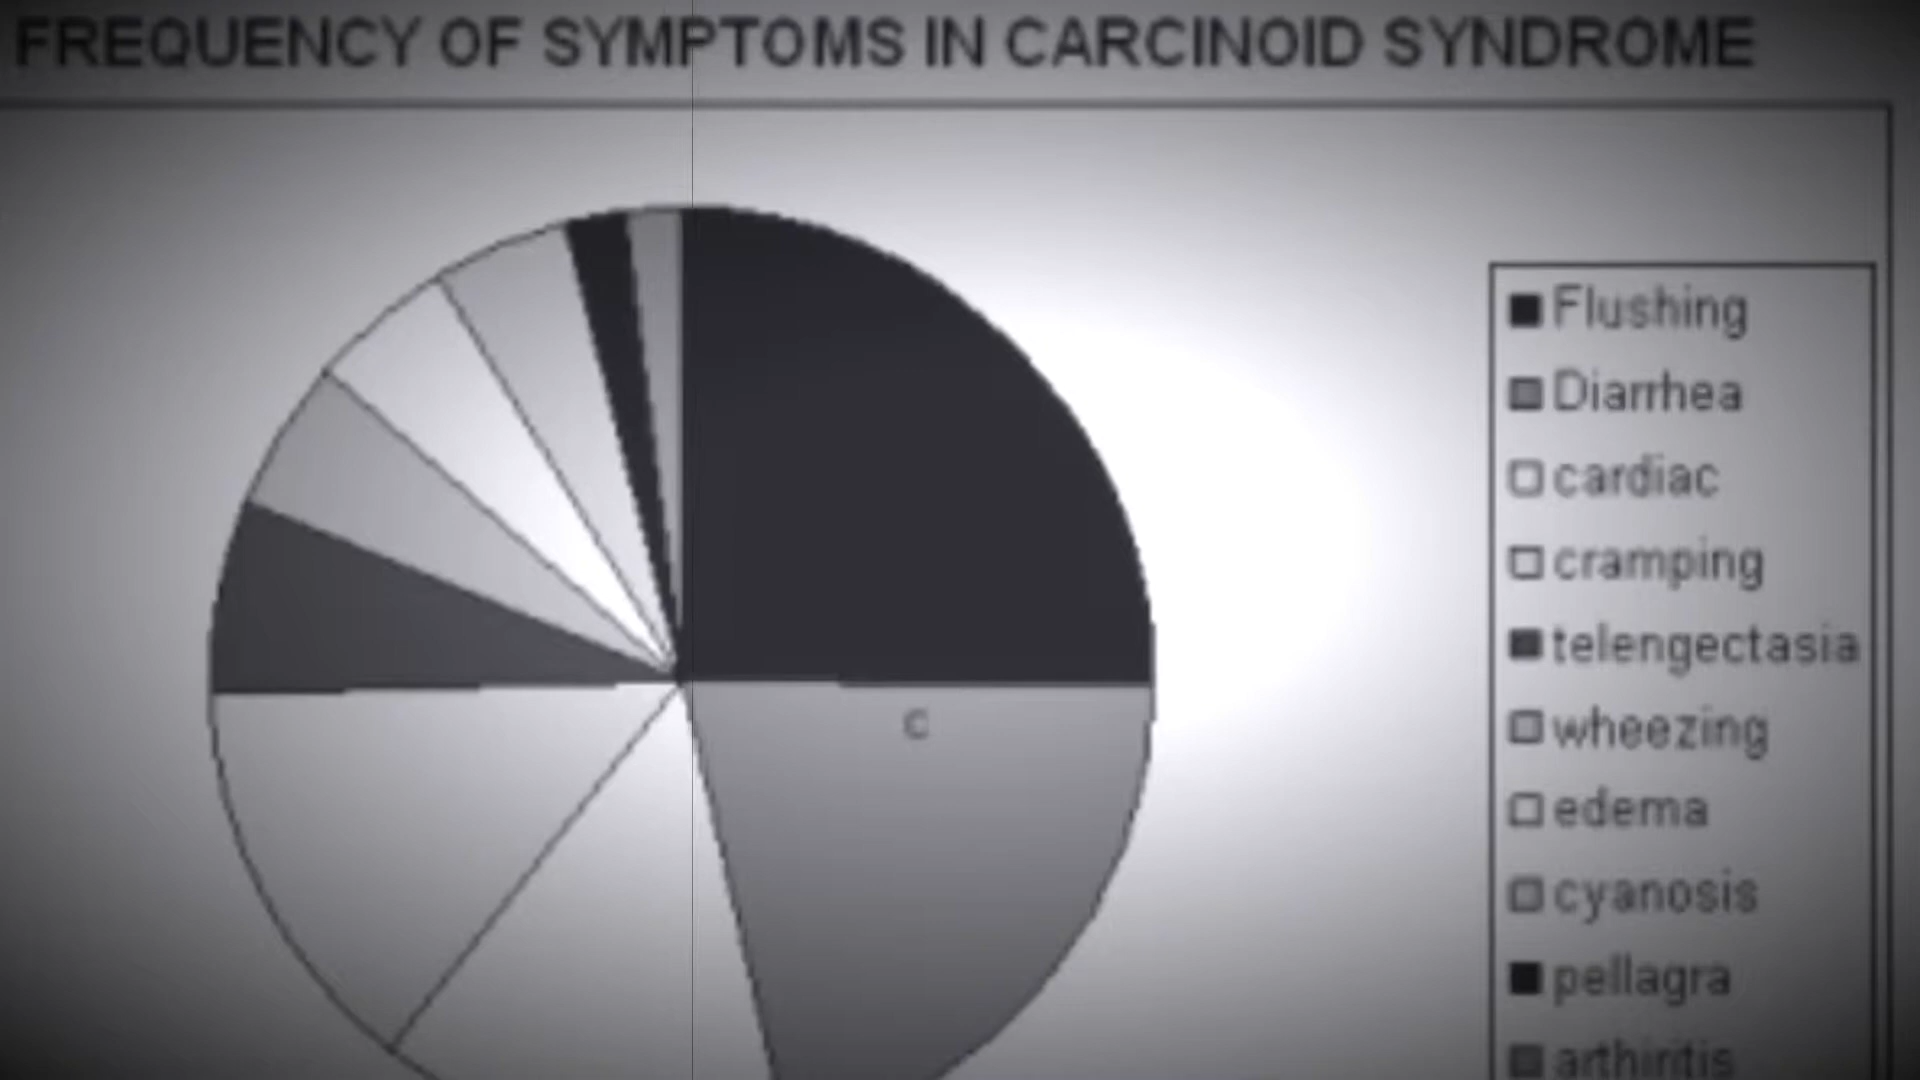 FREQUENCY OF SYMPTOMS IN CARCINOID SYNDROME
Flushing
Diarrhea
cardiac
cramping
telengectasia
wheezing
edema
cyanosis
pellagra
arthiritis
C